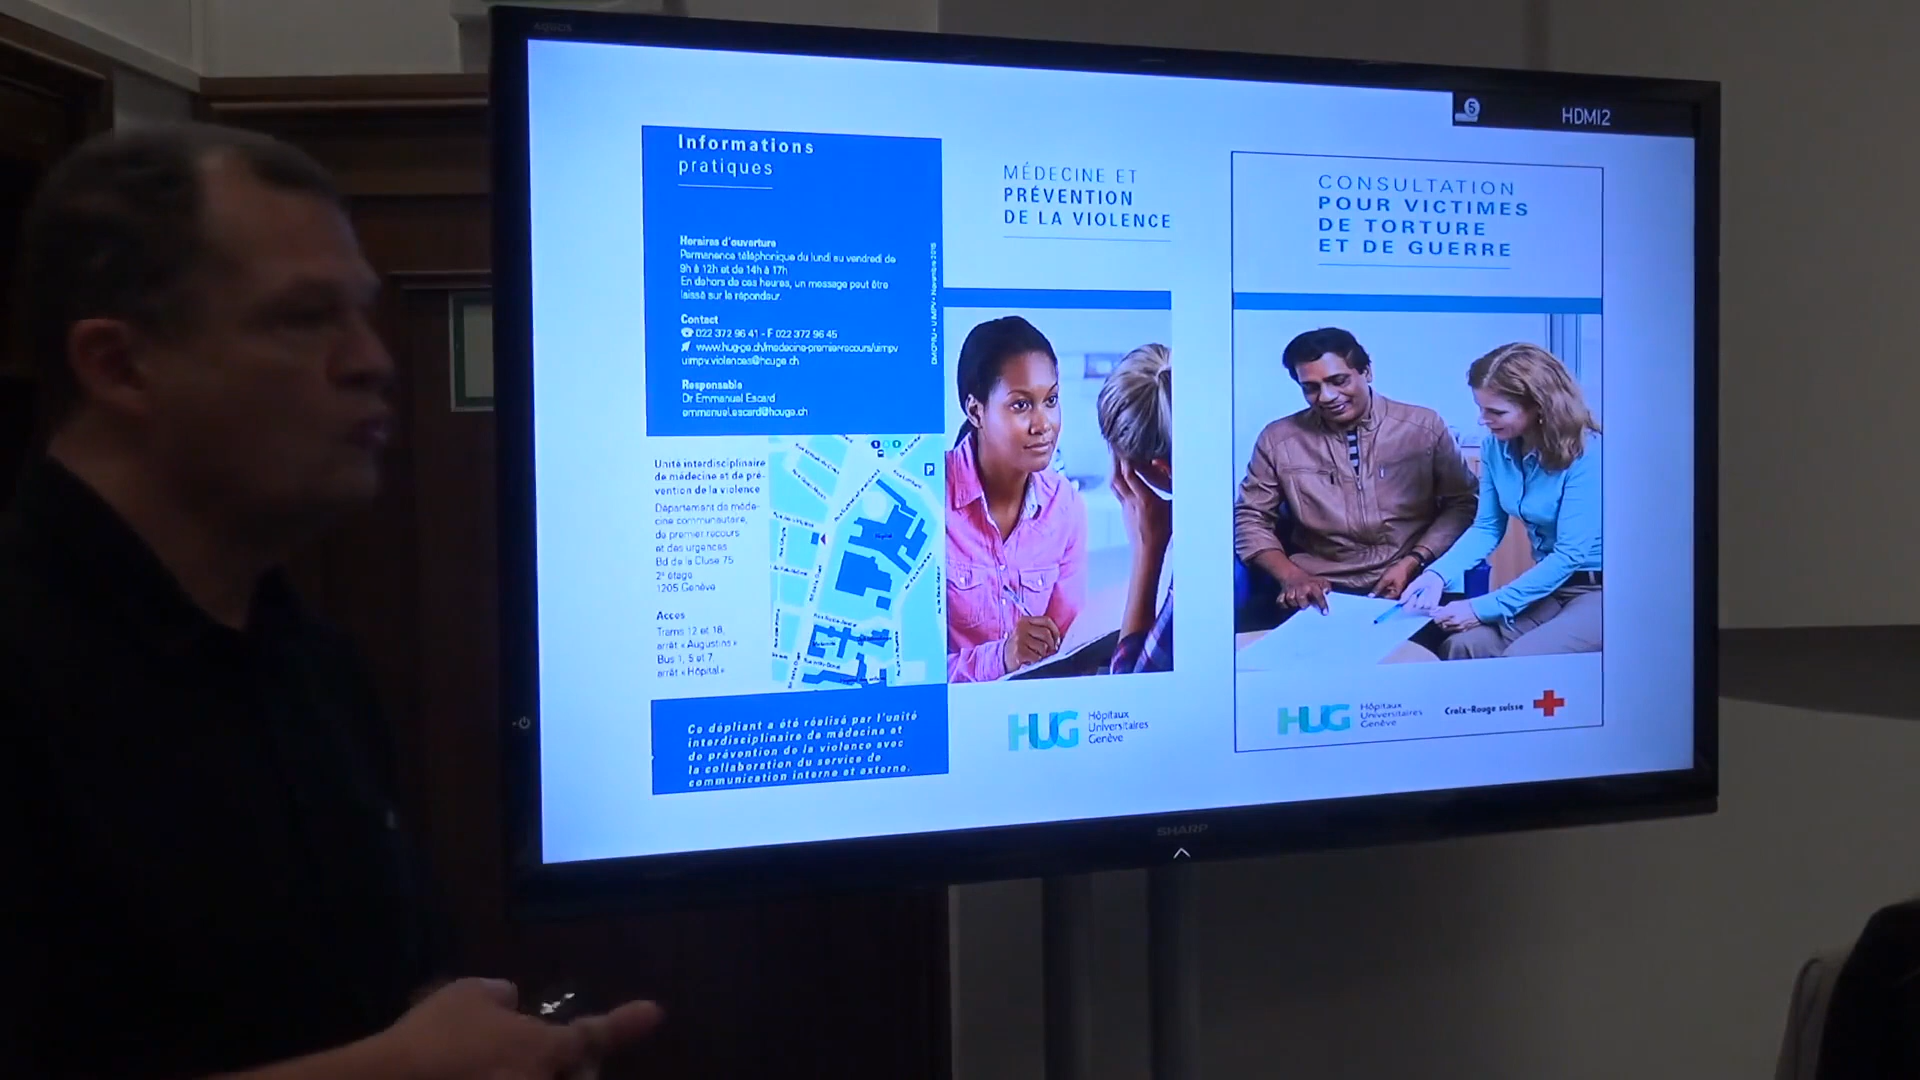 AQUOS
HDMI2
5
Informations
pratiques
Horaires d'ouverture
Permanence téléphonique du lundi au vendredi de
9h à 12h et de 14h à 17h
En dehors de ces heures, un message peut être
laissé sur le répondeur.
Contact
022 372 96 41 - F 022 372 96 45
www.hug-ge.ch/medecine-premier-recours/uimpv
uimpv.violences@hcuge.ch
Responsable
Dr Emmanuel Escard
emmanuel.escard@hcuge.ch
Unité interdisciplinaire
de médecine et de pré-
vention de la violence
Département de méde-
cine communautaire,
de premier recours
et des urgences
Bd de la Cluse 75
2e étage
1205 Genève
Accès
Trams 12 et 18,
arrêt « Augustins »
Bus 1, 5 et 7,
arrêt « Hôpital »
P
Ce dépliant a été réalisé par l'unité
interdisciplinaire de médecine et
de prévention de la violence avec
la collaboration du service de
communication interne et externe.
MÉDECINE ET
PRÉVENTION
DE LA VIOLENCE
HUG
Hôpitaux
Universitaires
Genève
CONSULTATION
POUR VICTIMES
DE TORTURE
ET DE GUERRE
HUG
Hôpitaux
Universitaires
Genève
Croix-Rouge suisse
SHARP